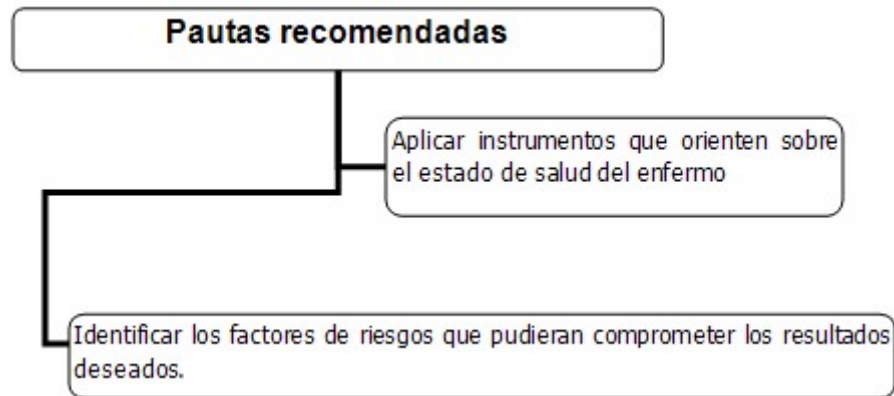 Pautas recomendadas
Aplicar instrumentos que orienten sobre
el estado de salud del enfermo
Identificar los factores de riesgos que pudieran comprometer los resultados
deseados.